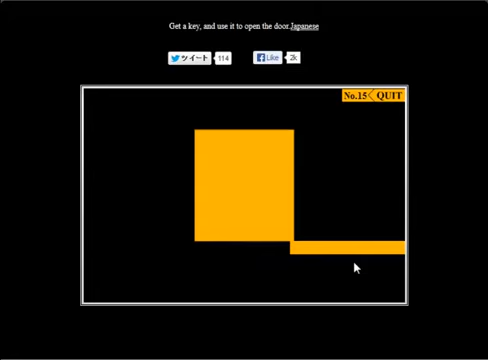 Get a key, and use it to open the door.Japanese
ツイート 114 Like 2k
No.15 QUIT